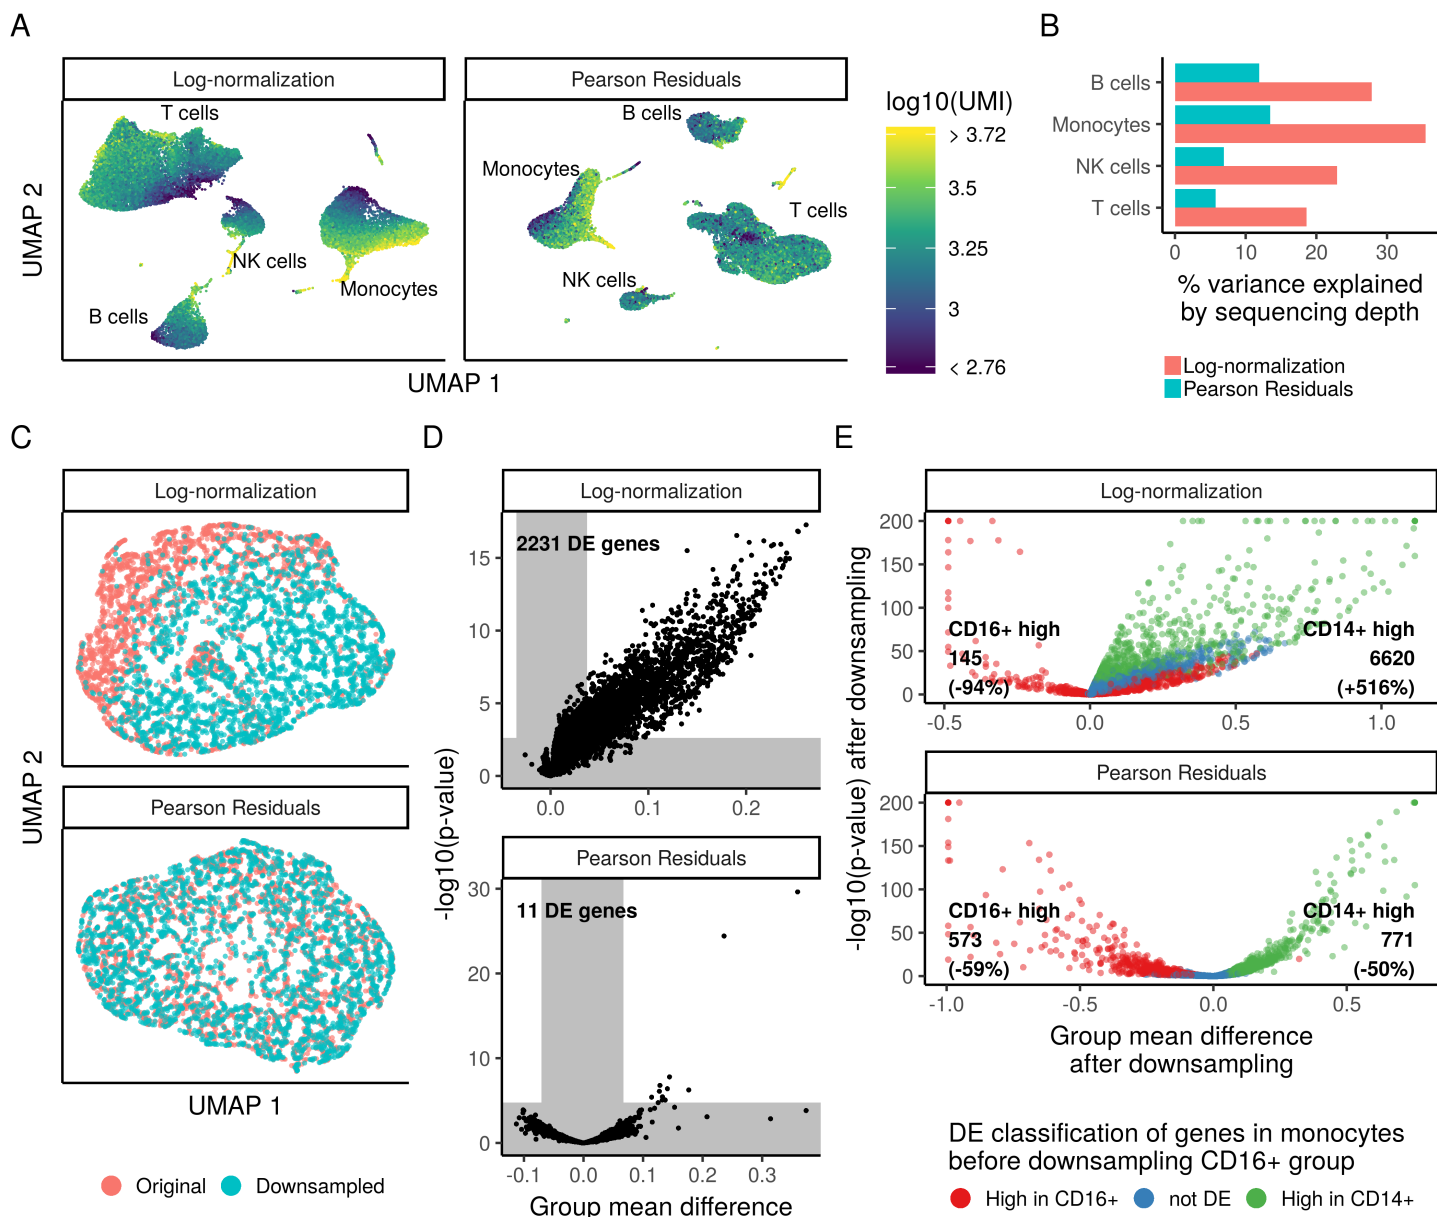 A
Log-normalization
Pearson Residuals
T cells
NK cells
Monocytes
B cells
B cells
Monocytes
T cells
NK cells
UMAP 2
UMAP 1
log10(UMI)
> 3.72
3.5
3.25
3
< 2.76
B
B cells
Monocytes
NK cells
T cells
0 10 20 30
% variance explained
by sequencing depth
Log-normalization
Pearson Residuals
C
Log-normalization
Pearson Residuals
UMAP 2
UMAP 1
Original Downsampled
D
Log-normalization
2231 DE genes
15
10
5
0
0.0 0.1 0.2
Pearson Residuals
11 DE genes
30
20
10
0
-0.1 0.0 0.1 0.2 0.3
-log10(p-value)
Group mean difference
E
Log-normalization
200
150
100
50
0
CD16+ high
145
(-94%)
CD14+ high
6620
(+516%)
-0.5 0.0 0.5 1.0
Pearson Residuals
200
150
100
50
0
CD16+ high
573
(-59%)
CD14+ high
771
(-50%)
-1.0 -0.5 0.0 0.5
-log10(p-value) after downsampling
Group mean difference
after downsampling
DE classification of genes in monocytes
before downsampling CD16+ group
High in CD16+ not DE High in CD14+